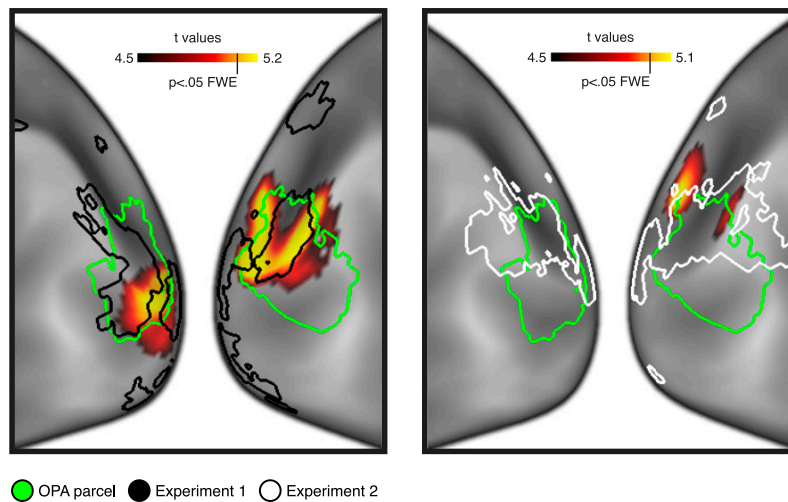 t values
4.5 5.2
p<.05 FWE
t values
4.5 5.1
p<.05 FWE
OPA parcel Experiment 1 Experiment 2